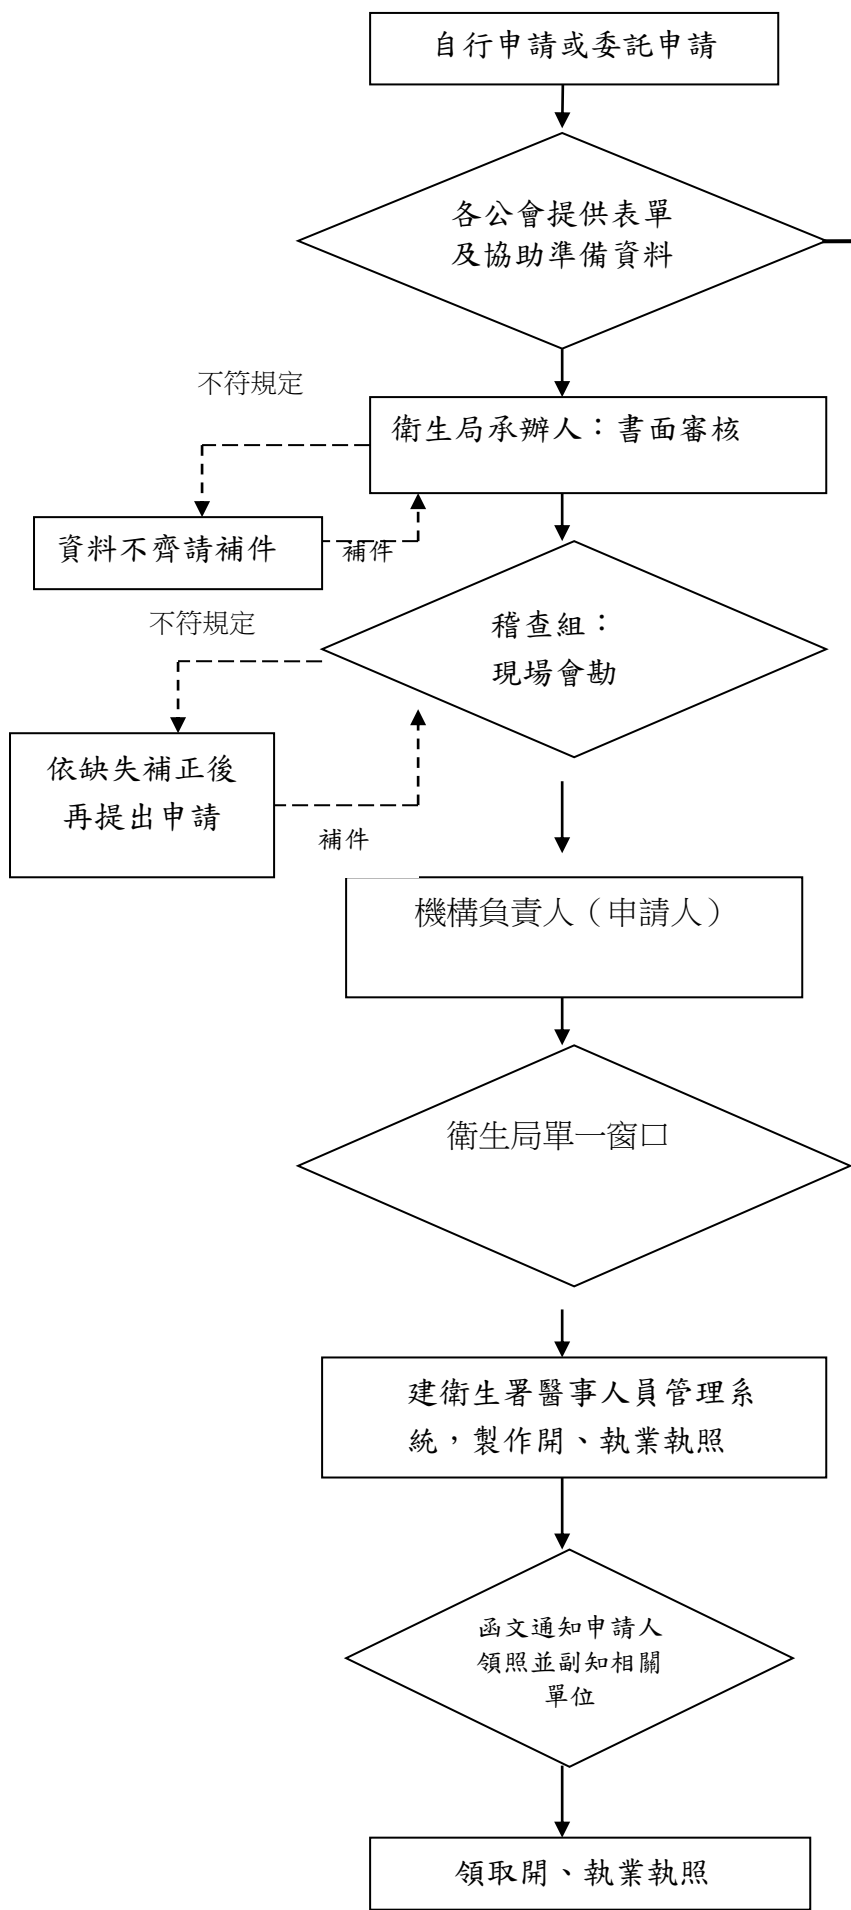 自行申請或委託申請
各公會提供表單
及協助準備資料
不符規定
衛生局承辦人：書面審核
資料不齊請補件
補件
不符規定
稽查組：
現場會勘
依缺失補正後
再提出申請
補件
機構負責人（申請人）
衛生局單一窗口
建衛生署醫事人員管理系
統，製作開、執業執照
函文通知申請人
領照並副知相關
單位
領取開、執業執照